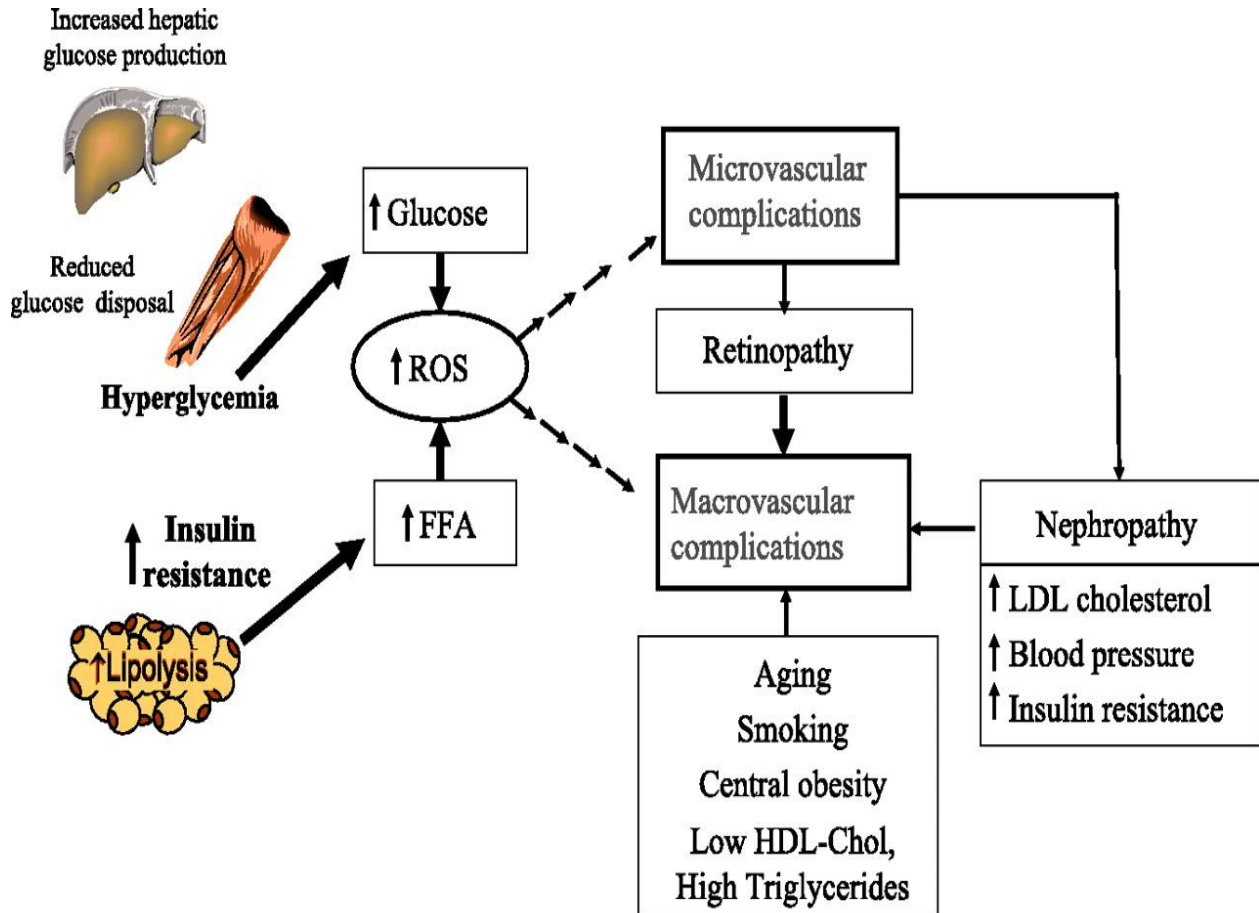 Increased hepatic
glucose production
Reduced
glucose disposal
Hyperglycemia
↑ Insulin
resistance
↑Lipolysis
↑ Glucose
↑ ROS
↑ FFA
Microvascular
complications
Retinopathy
Macrovascular
complications
Aging
Smoking
Central obesity
Low HDL-Chol,
High Triglycerides
Nephropathy
↑ LDL cholesterol
↑ Blood pressure
↑ Insulin resistance